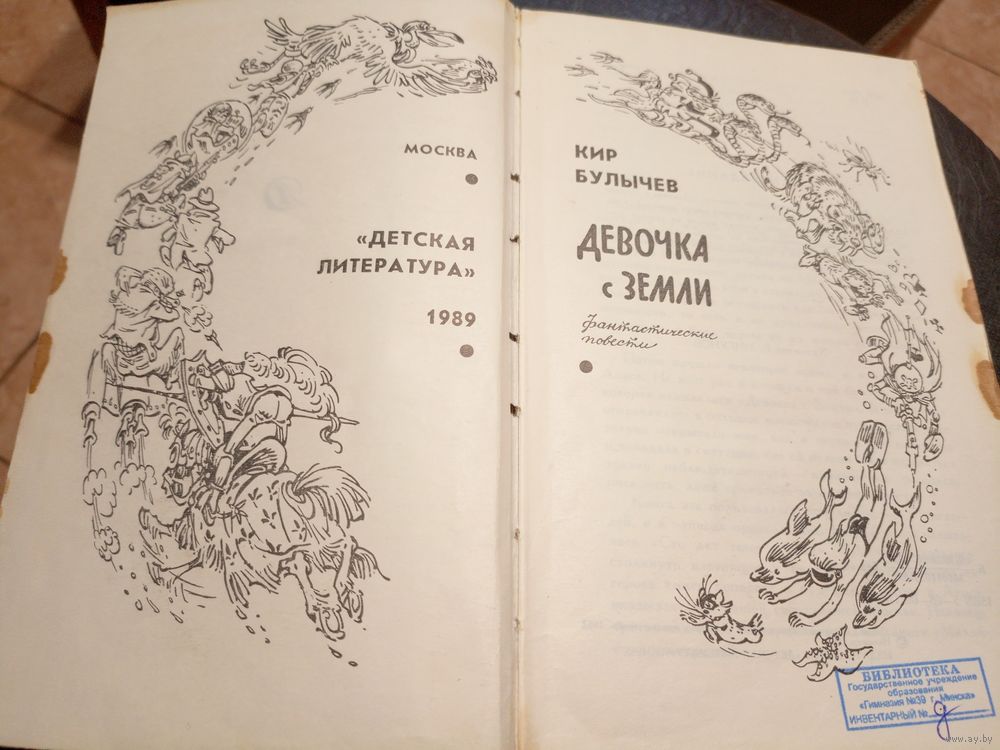 МОСКВА
«ДЕТСКАЯ
ЛИТЕРАТУРА»
1989
КИР
БУЛЫЧЕВ
ДЕВОЧКА
с ЗЕМЛИ
фантастические
повести
БИБЛИОТЕКА
Государственное учреждение
образования
«Гимназия №39 г. Минска»
ИНВЕНТАРНЫЙ №
www.ay.by